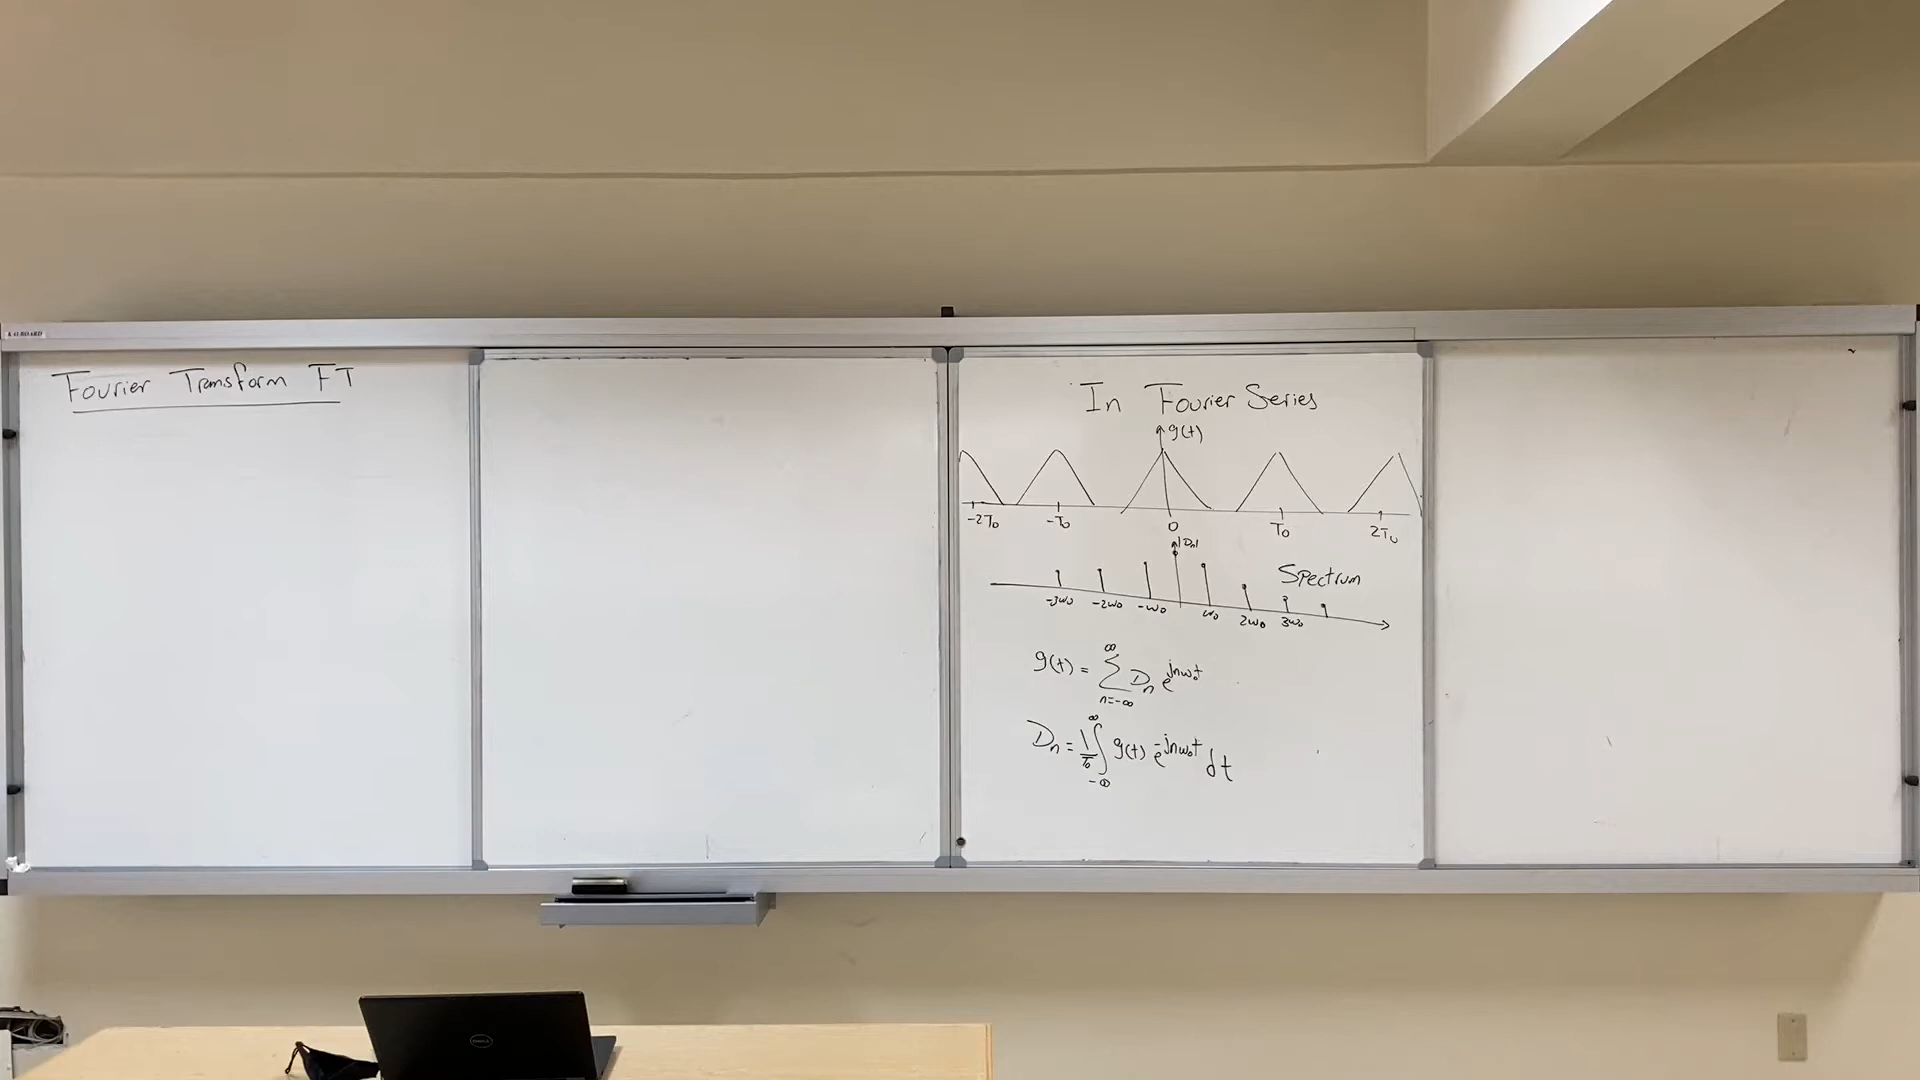 Fourier Transform FT
In Fourier Series
g(t)
-2T₀ -T₀ 0 T₀ 2T₀
|Dn|
Spectrum
-3ω₀ -2ω₀ -ω₀ ω₀ 2ω₀ 3ω₀
g(t) = ∑_{n=-∞}^{∞} Dₙ e^{jnω₀t}
Dₙ = 1/T₀ ∫_{-∞}^{∞} g(t) e^{-jnω₀t} dt
DELL